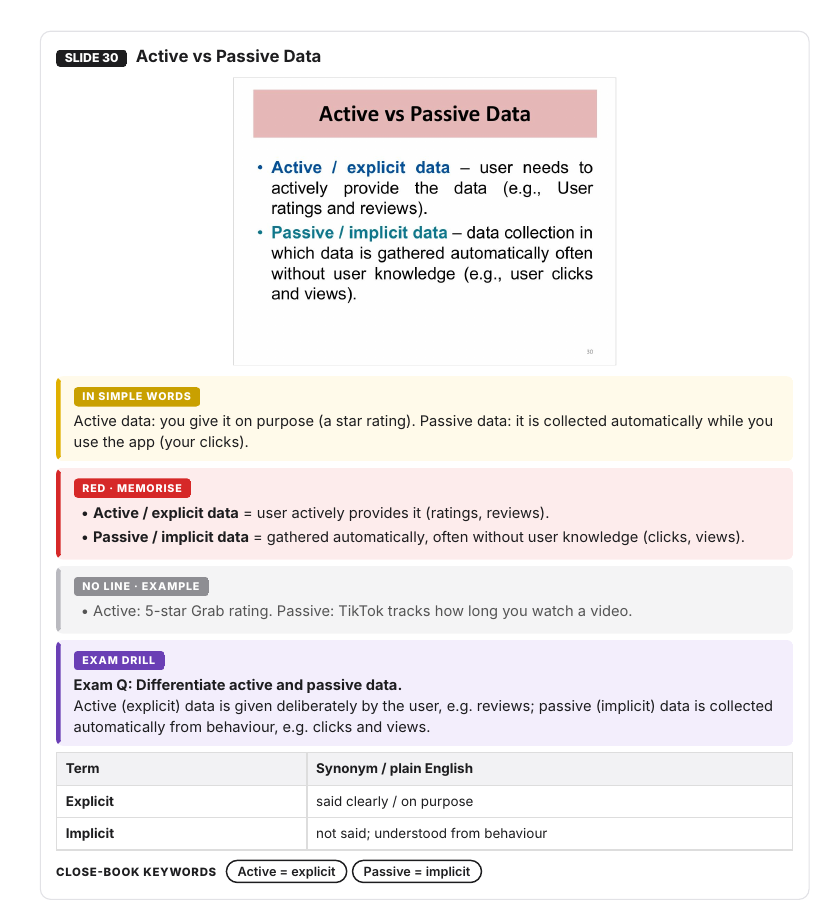 SLIDE 30 Active vs Passive Data
Active vs Passive Data
• Active / explicit data – user needs to
actively provide the data (e.g., User
ratings and reviews).
• Passive / implicit data – data collection in
which data is gathered automatically often
without user knowledge (e.g., user clicks
and views).
30
IN SIMPLE WORDS
Active data: you give it on purpose (a star rating). Passive data: it is collected automatically while you
use the app (your clicks).
RED · MEMORISE
• Active / explicit data = user actively provides it (ratings, reviews).
• Passive / implicit data = gathered automatically, often without user knowledge (clicks, views).
NO LINE · EXAMPLE
• Active: 5-star Grab rating. Passive: TikTok tracks how long you watch a video.
EXAM DRILL
Exam Q: Differentiate active and passive data.
Active (explicit) data is given deliberately by the user, e.g. reviews; passive (implicit) data is collected
automatically from behaviour, e.g. clicks and views.
Term Synonym / plain English
Explicit said clearly / on purpose
Implicit not said; understood from behaviour
CLOSE-BOOK KEYWORDS Active = explicit Passive = implicit